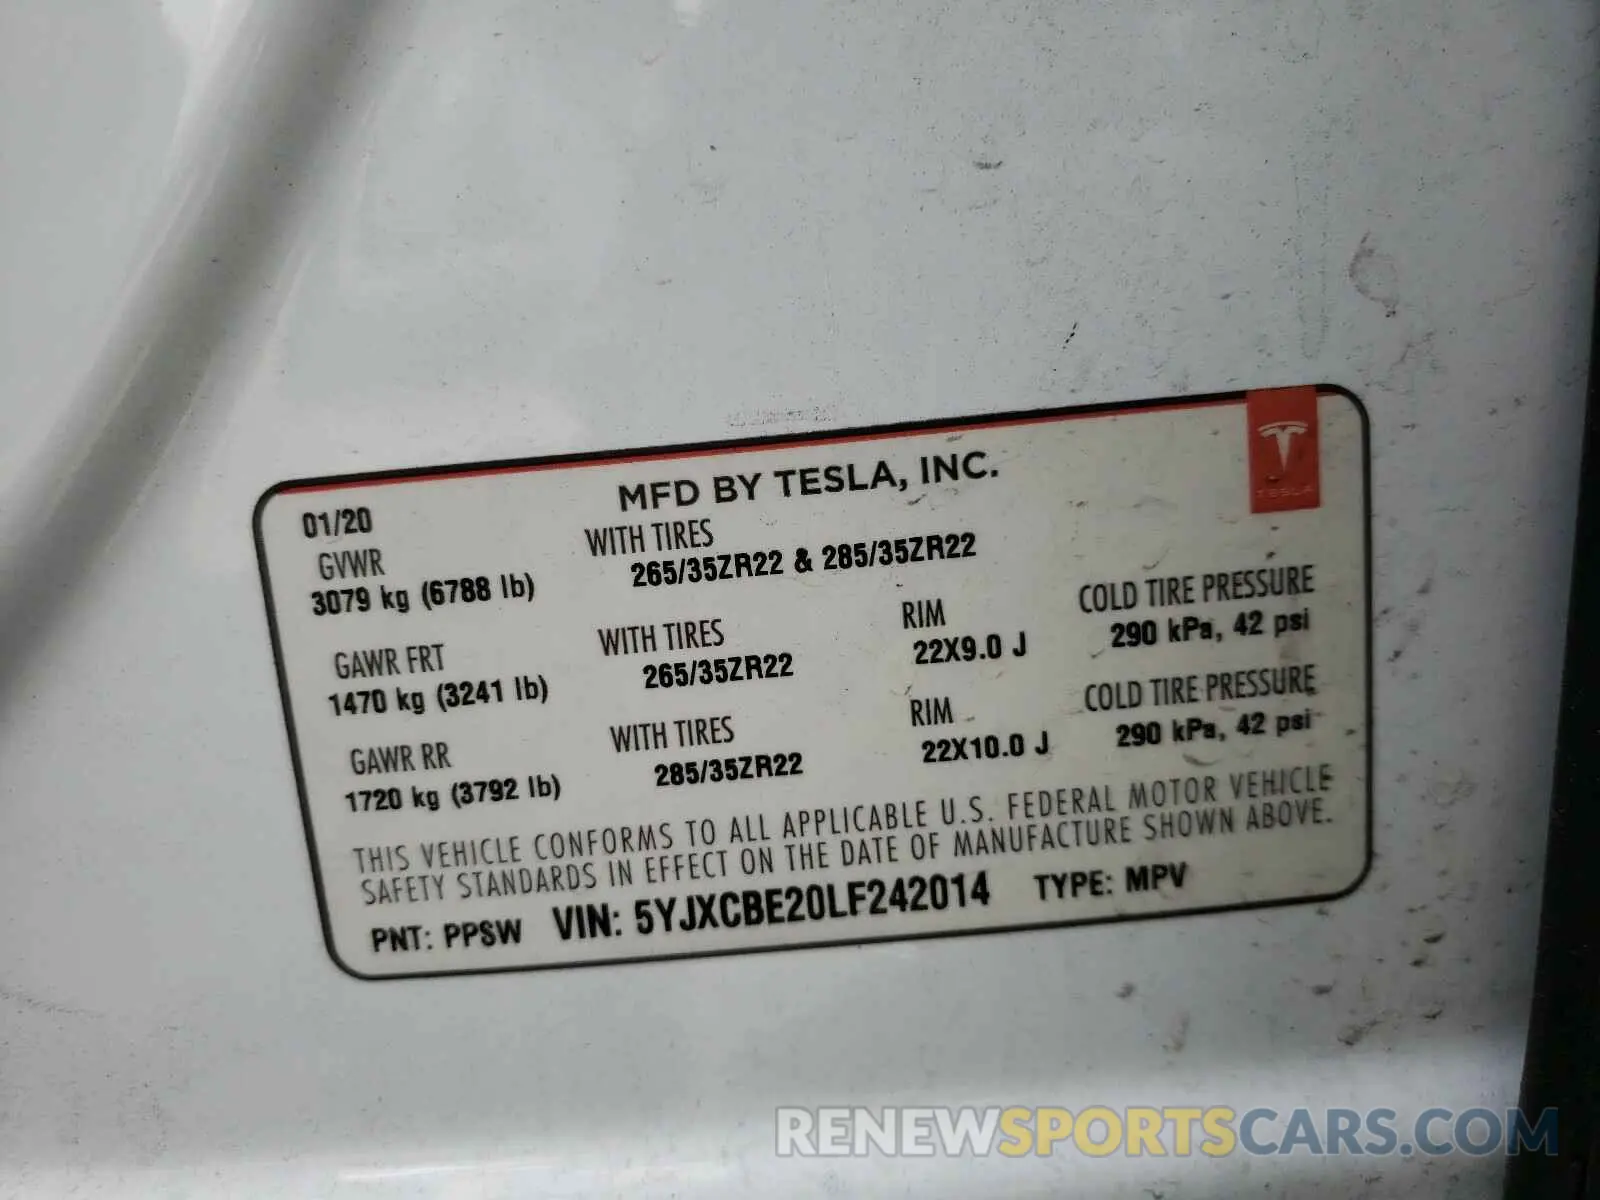 MFD BY TESLA, INC.
TESLA
01/20
GVWR WITH TIRES
3079 kg (6788 lb) 265/35ZR22 & 285/35ZR22
GAWR FRT WITH TIRES RIM COLD TIRE PRESSURE
1470 kg (3241 lb) 265/35ZR22 22X9.0 J 290 kPa, 42 psi
GAWR RR WITH TIRES RIM COLD TIRE PRESSURE
1720 kg (3792 lb) 285/35ZR22 22X10.0 J 290 kPa, 42 psi
THIS VEHICLE CONFORMS TO ALL APPLICABLE U.S. FEDERAL MOTOR VEHICLE
SAFETY STANDARDS IN EFFECT ON THE DATE OF MANUFACTURE SHOWN ABOVE.
PNT: PPSW VIN: 5YJXCBE20LF242014 TYPE: MPV
RENEWSPORTSCARS.COM